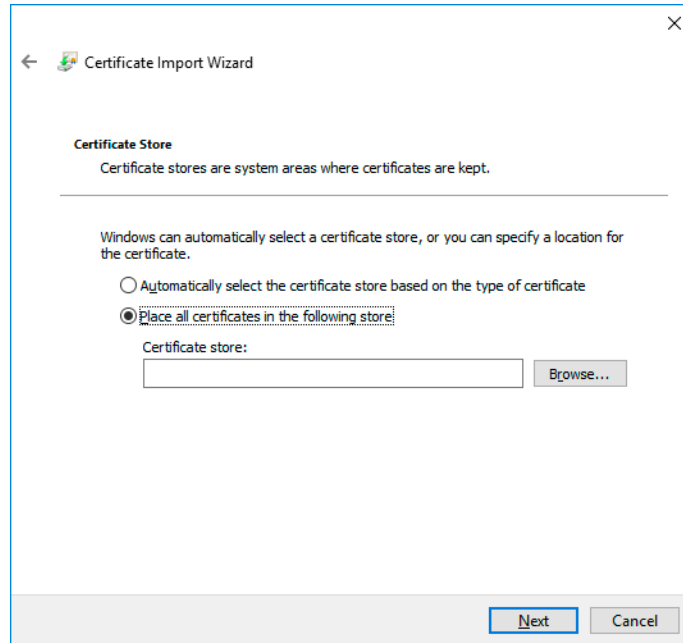 Certificate Import Wizard
Certificate Store
Certificate stores are system areas where certificates are kept.
Windows can automatically select a certificate store, or you can specify a location for
the certificate.
Automatically select the certificate store based on the type of certificate
Place all certificates in the following store
Certificate store:
Browse...
Next
Cancel